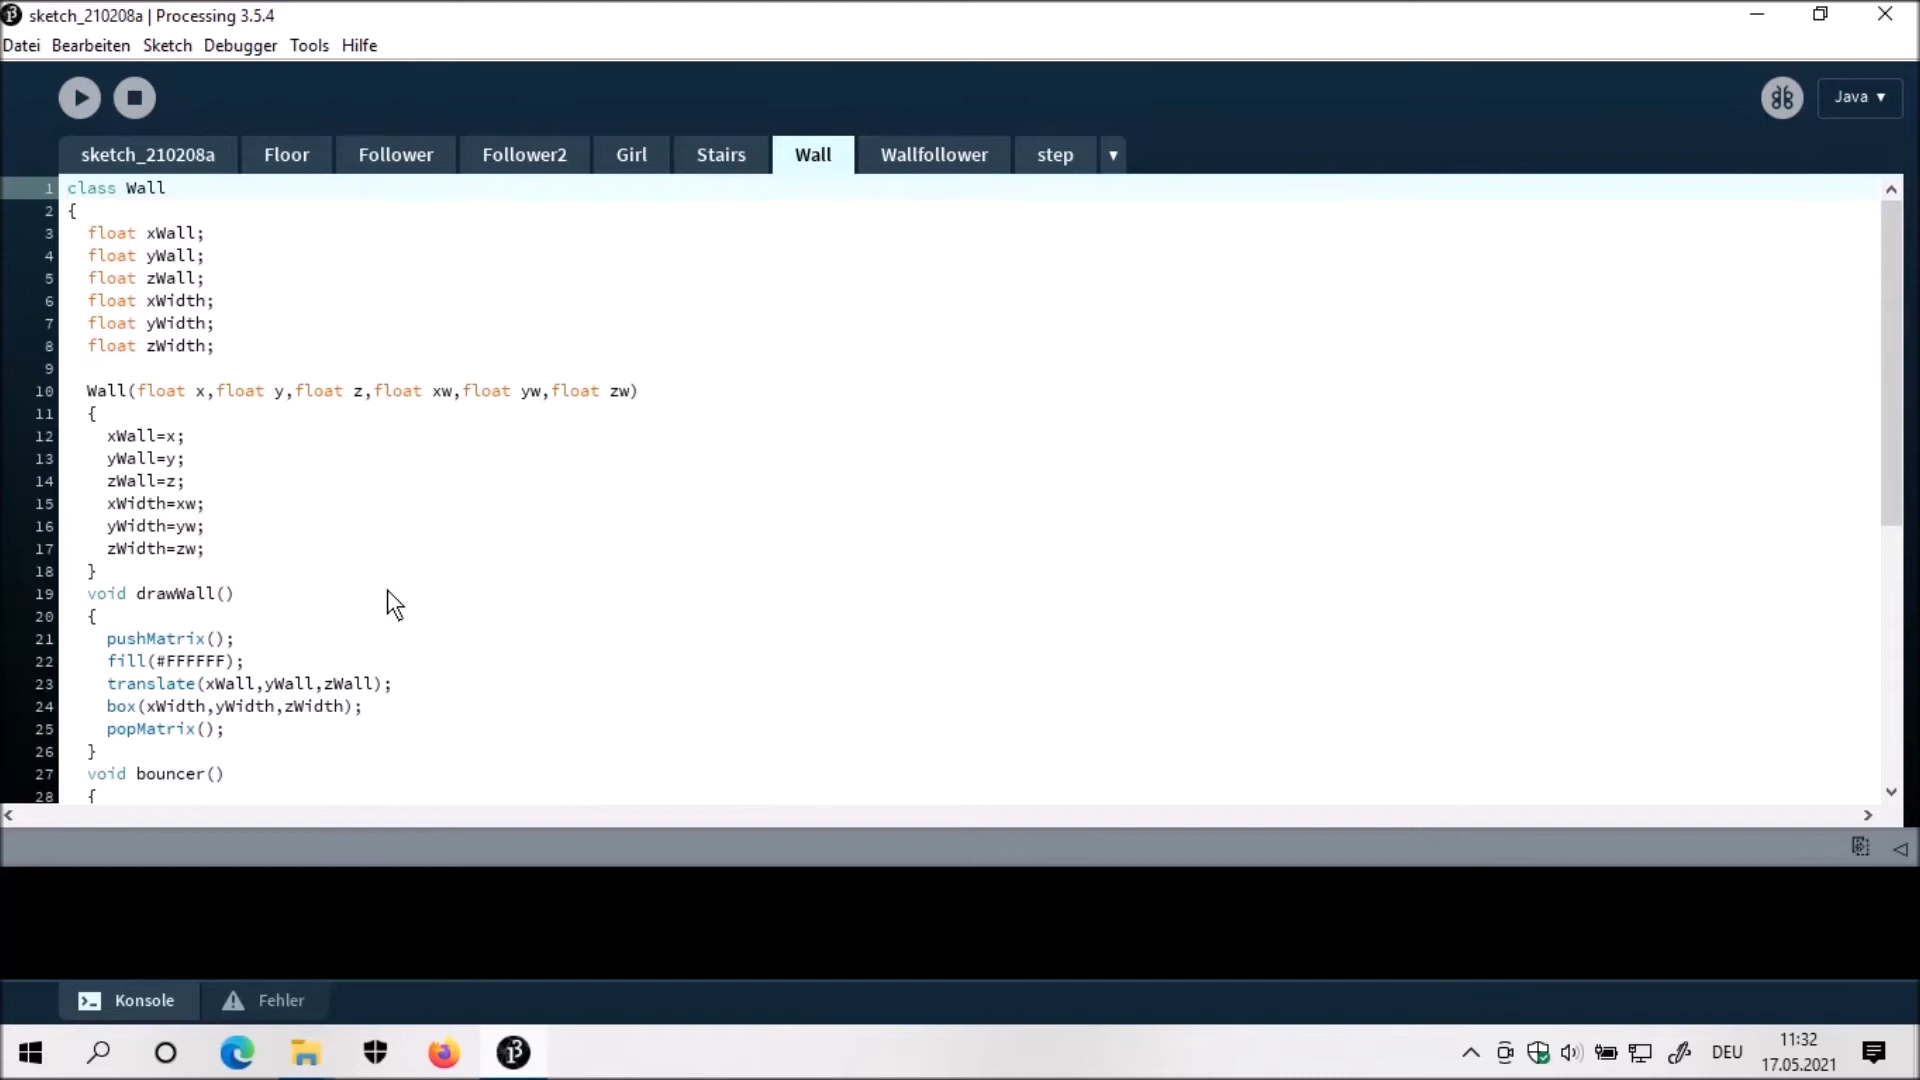 sketch_210208a | Processing 3.5.4
Datei Bearbeiten Sketch Debugger Tools Hilfe
Java ▾
sketch_210208a Floor Follower Follower2 Girl Stairs Wall Wallfollower step ▾
1 class Wall
2 {
3 float xWall;
4 float yWall;
5 float zWall;
6 float xWidth;
7 float yWidth;
8 float zWidth;
9
10 Wall(float x,float y,float z,float xw,float yw,float zw)
11 {
12 xWall=x;
13 yWall=y;
14 zWall=z;
15 xWidth=xw;
16 yWidth=yw;
17 zWidth=zw;
18 }
19 void drawWall()
20 {
21 pushMatrix();
22 fill(#FFFFFF);
23 translate(xWall,yWall,zWall);
24 box(xWidth,yWidth,zWidth);
25 popMatrix();
26 }
27 void bouncer()
28 {
Konsole Fehler
DEU
11:32
17.05.2021